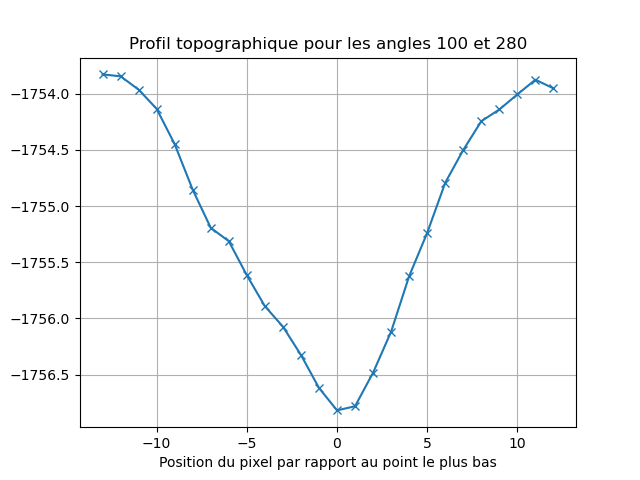 Profil topographique pour les angles 100 et 280
−1754.0
−1754.5
−1755.0
−1755.5
−1756.0
−1756.5
−10 −5 0 5 10
Position du pixel par rapport au point le plus bas